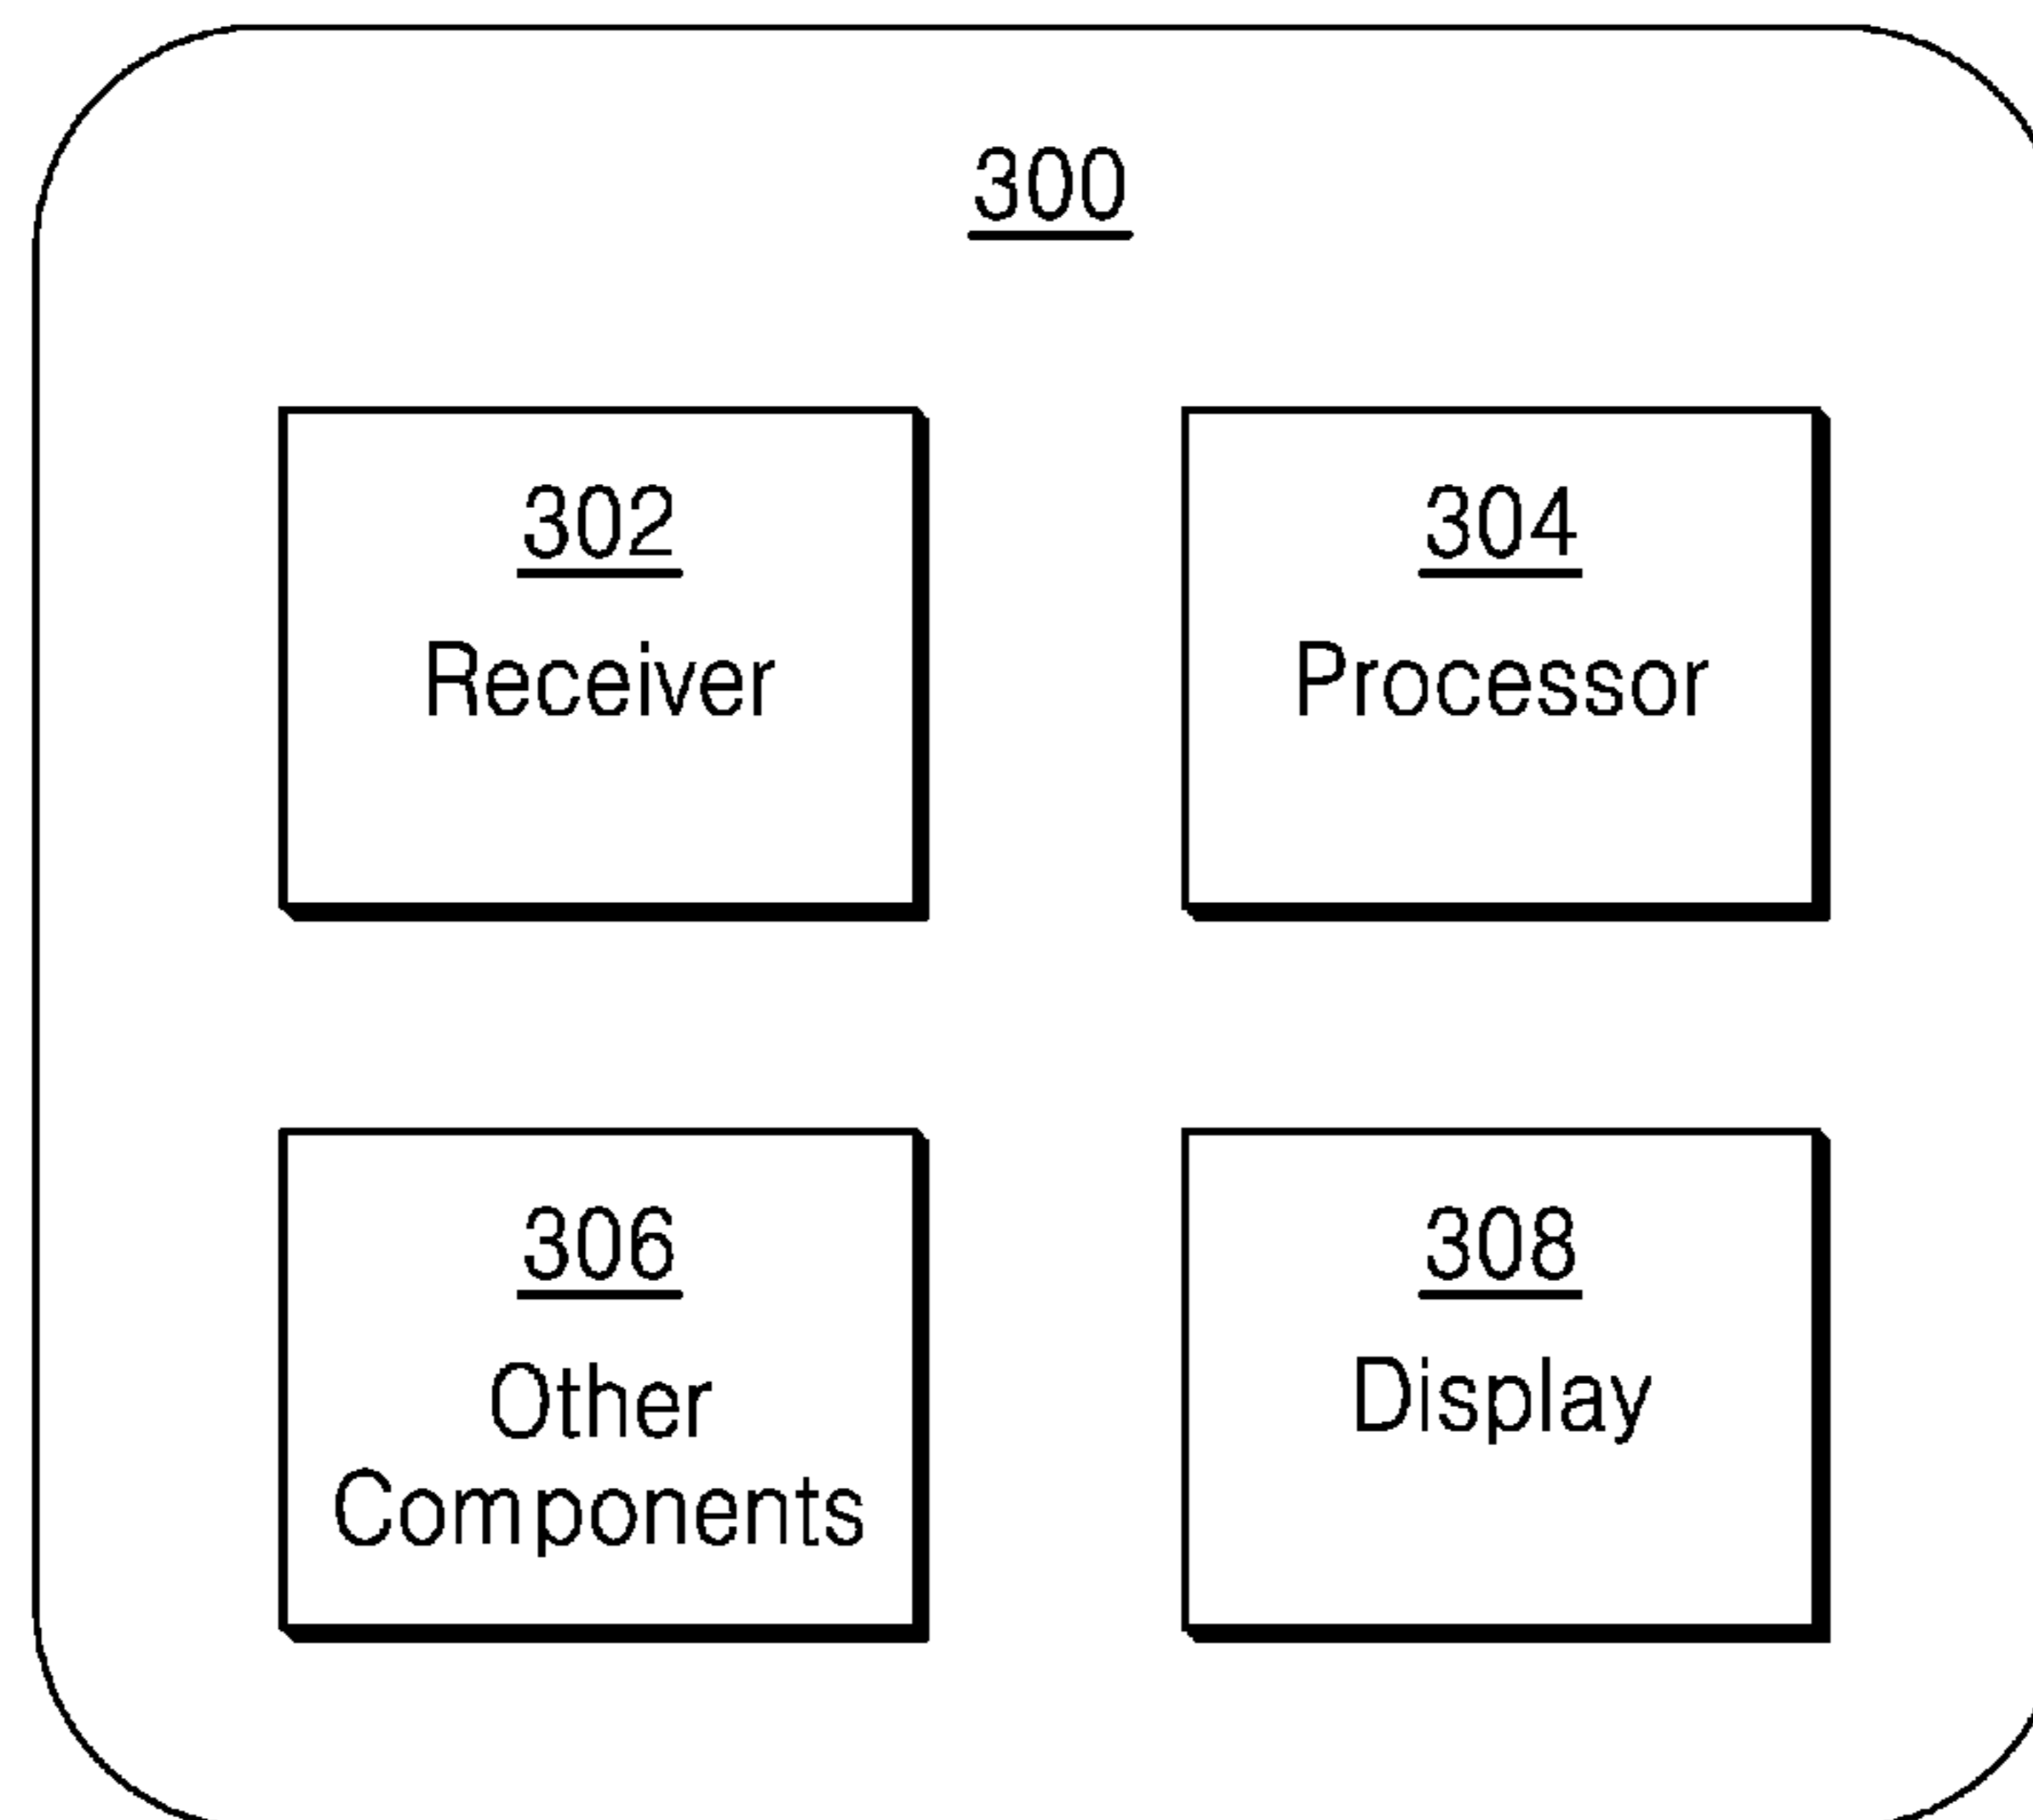 300
302
Receiver
304
Processor
306
Other
Components
308
Display